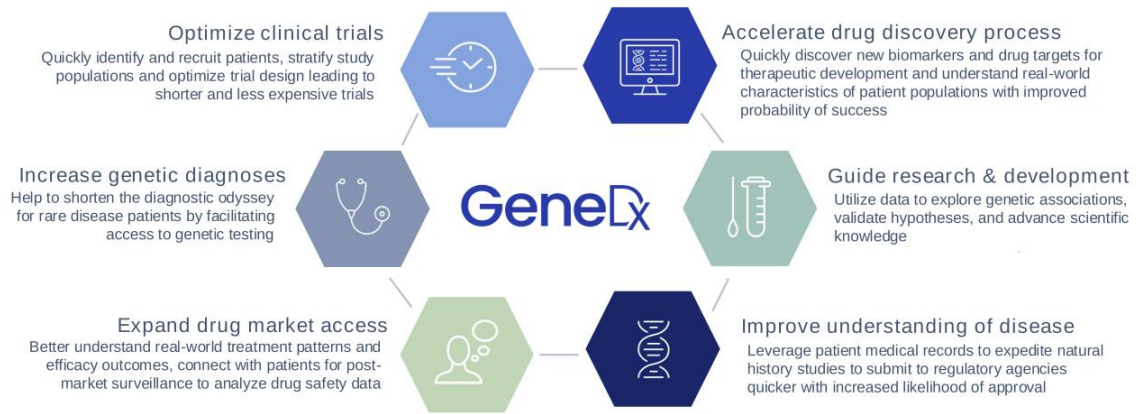 Optimize clinical trials
Quickly identify and recruit patients, stratify study
populations and optimize trial design leading to
shorter and less expensive trials
Accelerate drug discovery process
Quickly discover new biomarkers and drug targets for
therapeutic development and understand real-world
characteristics of patient populations with improved
probability of success
Increase genetic diagnoses
Help to shorten the diagnostic odyssey
for rare disease patients by facilitating
access to genetic testing
GeneDx
Guide research & development
Utilize data to explore genetic associations,
validate hypotheses, and advance scientific
knowledge
Expand drug market access
Better understand real-world treatment patterns and
efficacy outcomes, connect with patients for post-
market surveillance to analyze drug safety data
Improve understanding of disease
Leverage patient medical records to expedite natural
history studies to submit to regulatory agencies
quicker with increased likelihood of approval